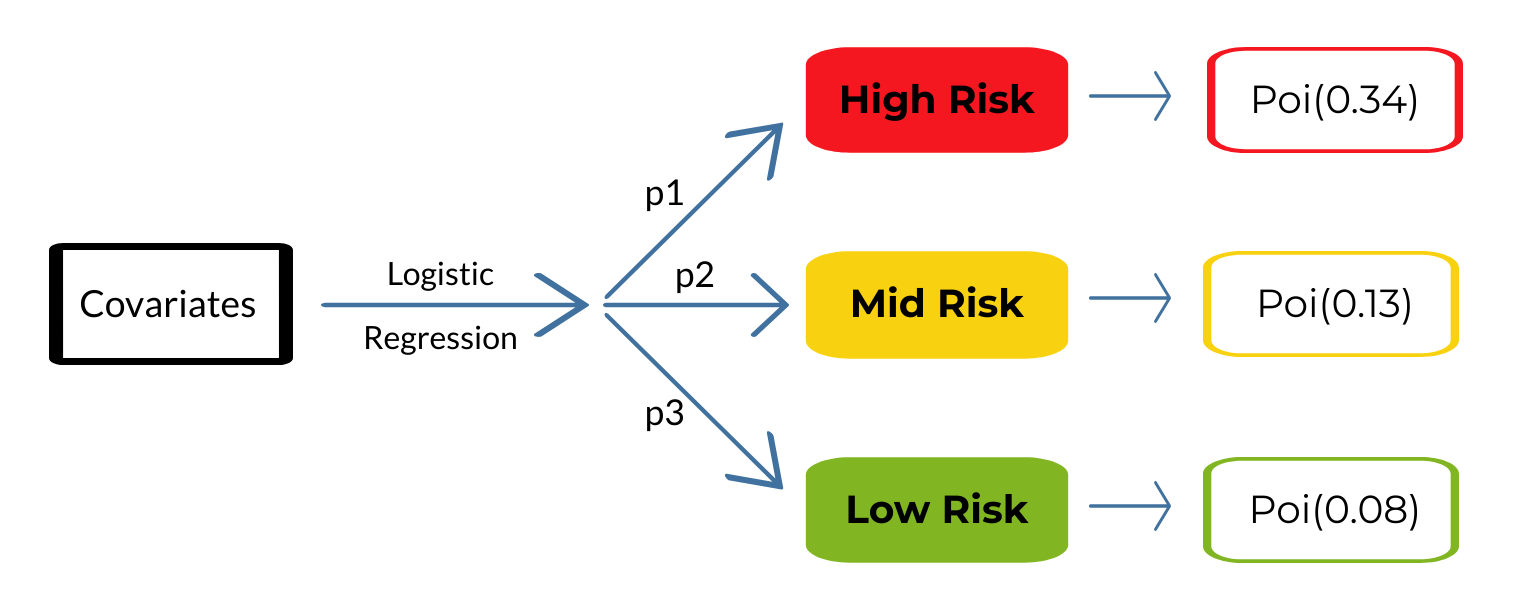 Covariates
Logistic
Regression
p1
p2
p3
High Risk
Poi(0.34)
Mid Risk
Poi(0.13)
Low Risk
Poi(0.08)